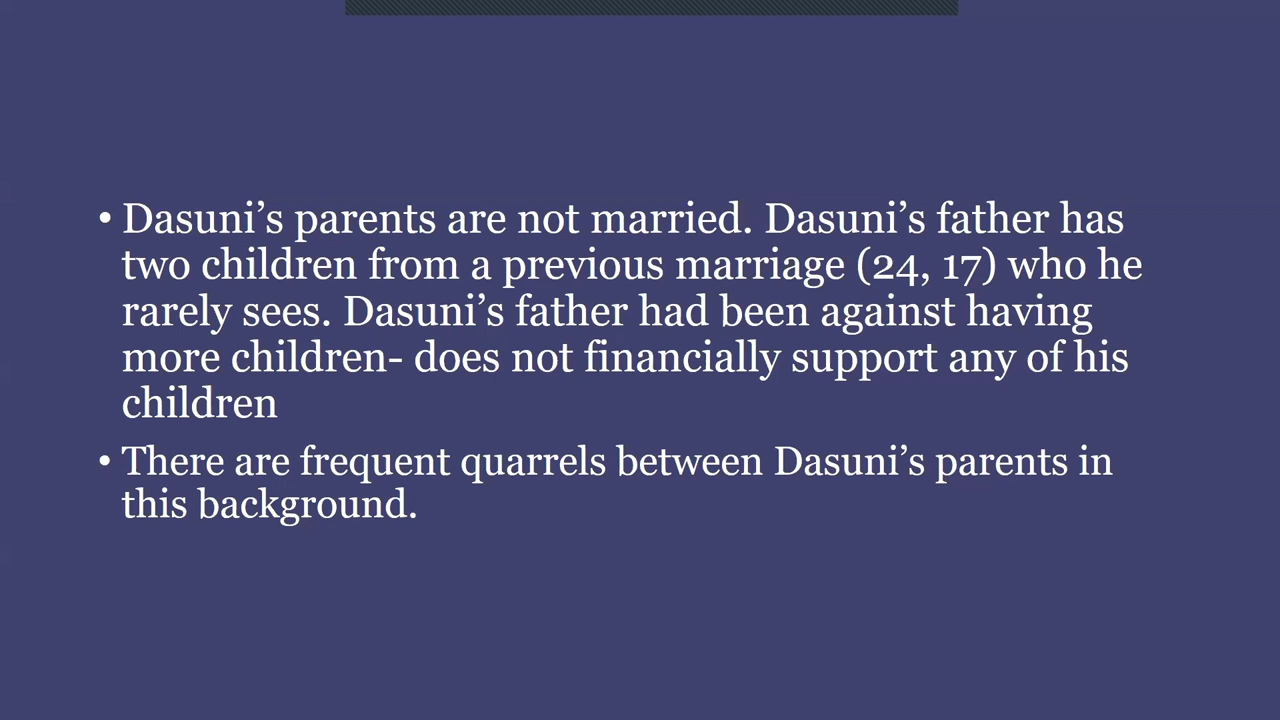 • Dasuni’s parents are not married. Dasuni’s father has
two children from a previous marriage (24, 17) who he
rarely sees. Dasuni’s father had been against having
more children- does not financially support any of his
children
• There are frequent quarrels between Dasuni’s parents in
this background.